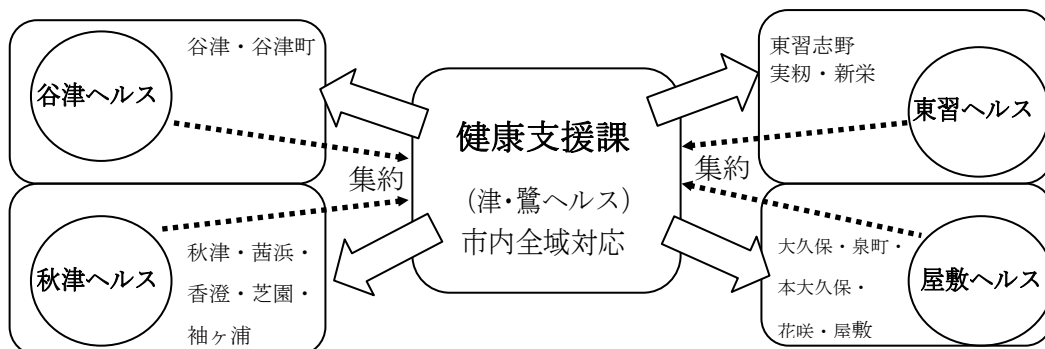 谷津・谷津町
谷津ヘルス
集約
秋津ヘルス
秋津・茜浜・
香澄・芝園・
袖ヶ浦
健康支援課
(津・鷺ヘルス)
市内全域対応
東習志野
実籾・新栄
東習ヘルス
集約
大久保・泉町・
本大久保・
花咲・屋敷
屋敷ヘルス